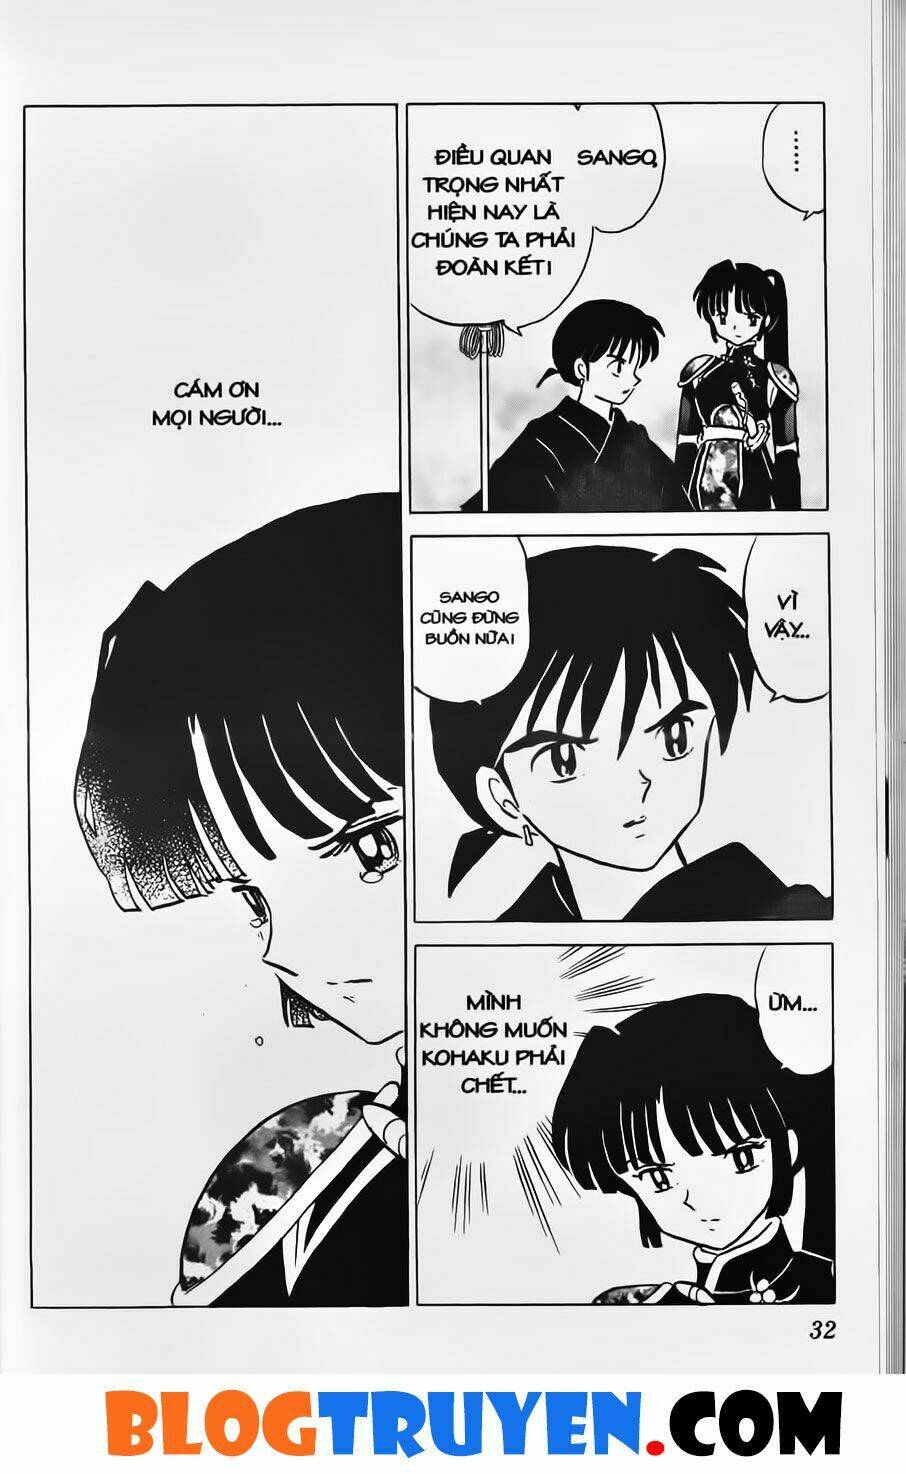 ........
SANGO,
ĐIỀU QUAN
TRỌNG NHẤT
HIỆN NAY LÀ
CHÚNG TA PHẢI
ĐOÀN KẾT!
VÌ
VẬY...
SANGO
CŨNG ĐỪNG
BUỒN NỮA!
ỪM...
MÌNH
KHÔNG MUỐN
KOHAKU PHẢI
CHẾT...
CÁM ƠN
MỌI NGƯỜI...
32
BLOGTRUYEN.COM